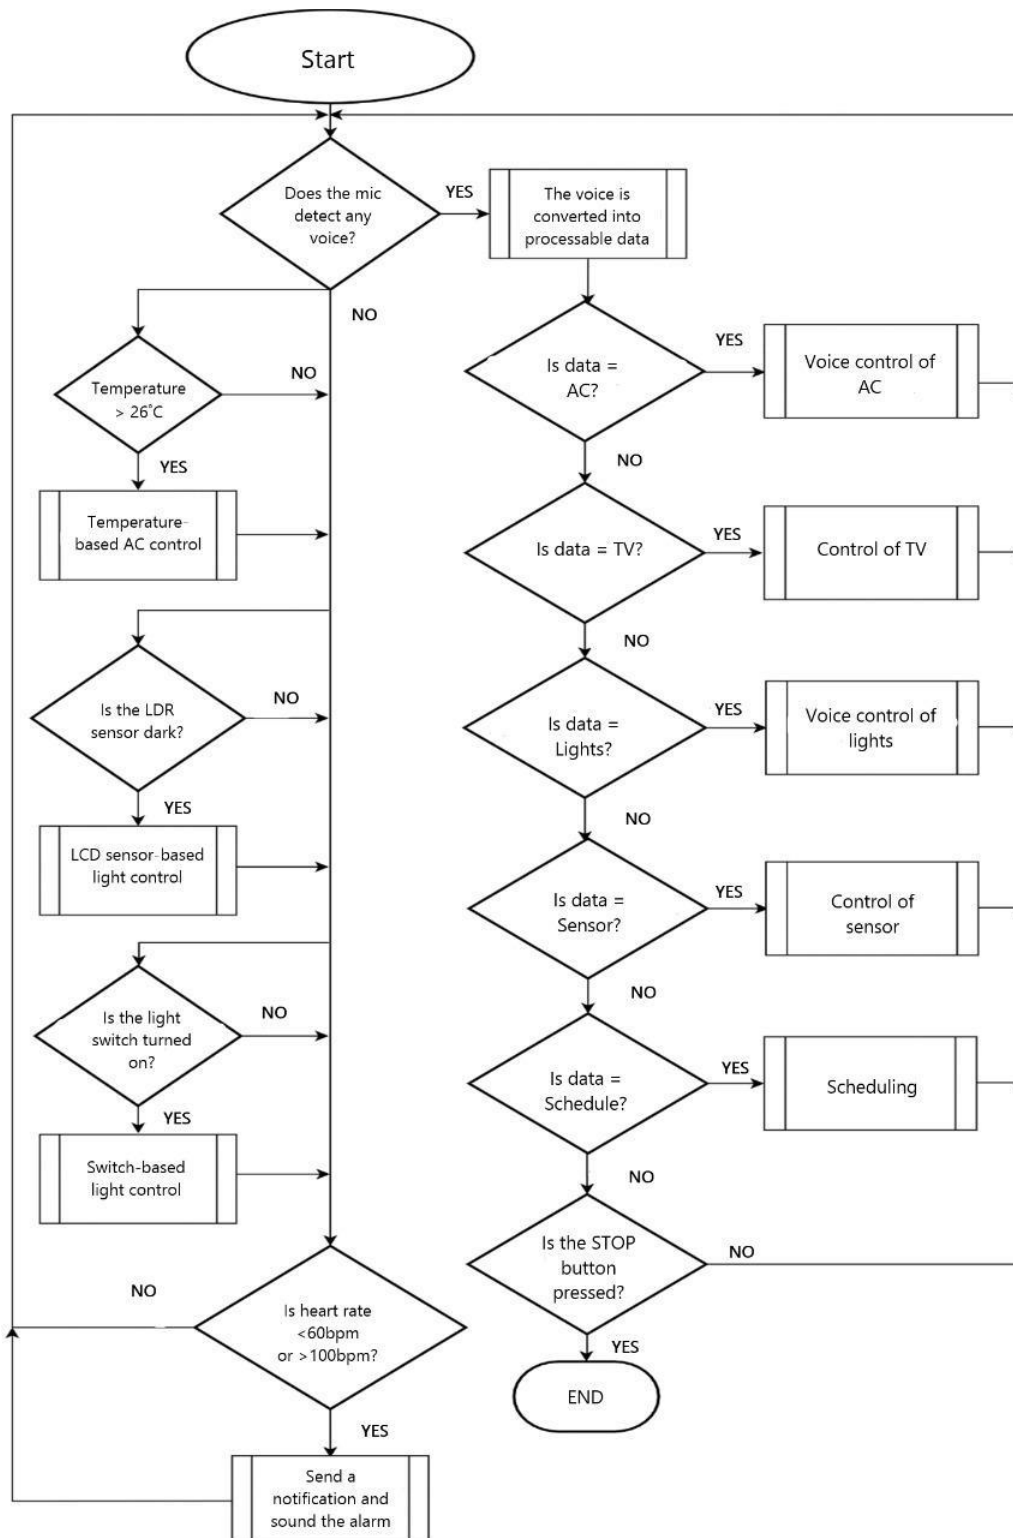 Start
Does the mic
detect any
voice?
YES
The voice is
converted into
processable data
NO
Temperature
> 26°C
NO
YES
Temperature-
based AC control
Is the LDR
sensor dark?
NO
YES
LCD sensor-based
light control
Is the light
switch turned
on?
NO
YES
Switch-based
light control
Is heart rate
<60bpm
or >100bpm?
NO
YES
Send a
notification and
sound the alarm
Is data =
AC?
YES
Voice control of
AC
NO
Is data = TV?
YES
Control of TV
NO
Is data =
Lights?
YES
Voice control of
lights
NO
Is data =
Sensor?
YES
Control of
sensor
NO
Is data =
Schedule?
YES
Scheduling
NO
Is the STOP
button
pressed?
NO
YES
END